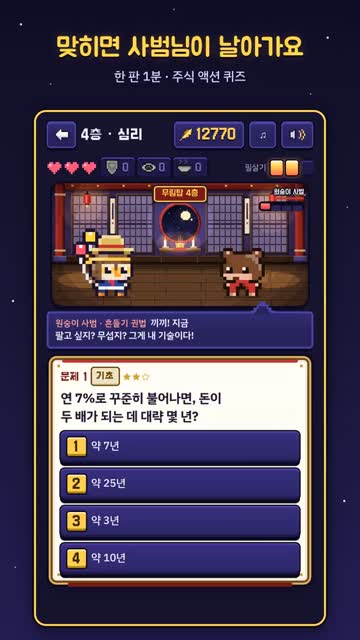 맞히면 사범님이 날아가요
한 판 1분 · 주식 액션 퀴즈
4층 · 심리
12770
0 0 0
필살기
무림탑 4층
원숭이 사범
원숭이 사범 · 흔들기 권법 끼끼! 지금
팔고 싶지? 무섭지? 그게 내 기술이다!
문제 1 기초
연 7%로 꾸준히 불어나면, 돈이
두 배가 되는 데 대략 몇 년?
1 약 7년
2 약 25년
3 약 3년
4 약 10년